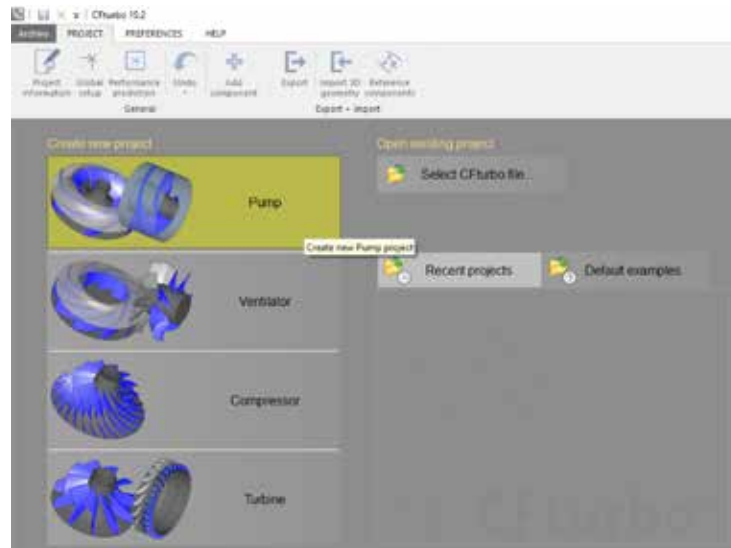 CFturbo 10.2
Archivo PROJECT PREFERENCES HELP
Project information
Global setup
Performance prediction
Undo
Add component
Export
Import 3D geometry
Reference components
General
Export + Import
Create new project
Open existing project
Pump
Select CFturbo file...
Create new Pump project
Recent projects
Default examples
Ventilator
Compressor
Turbine
CFturbo